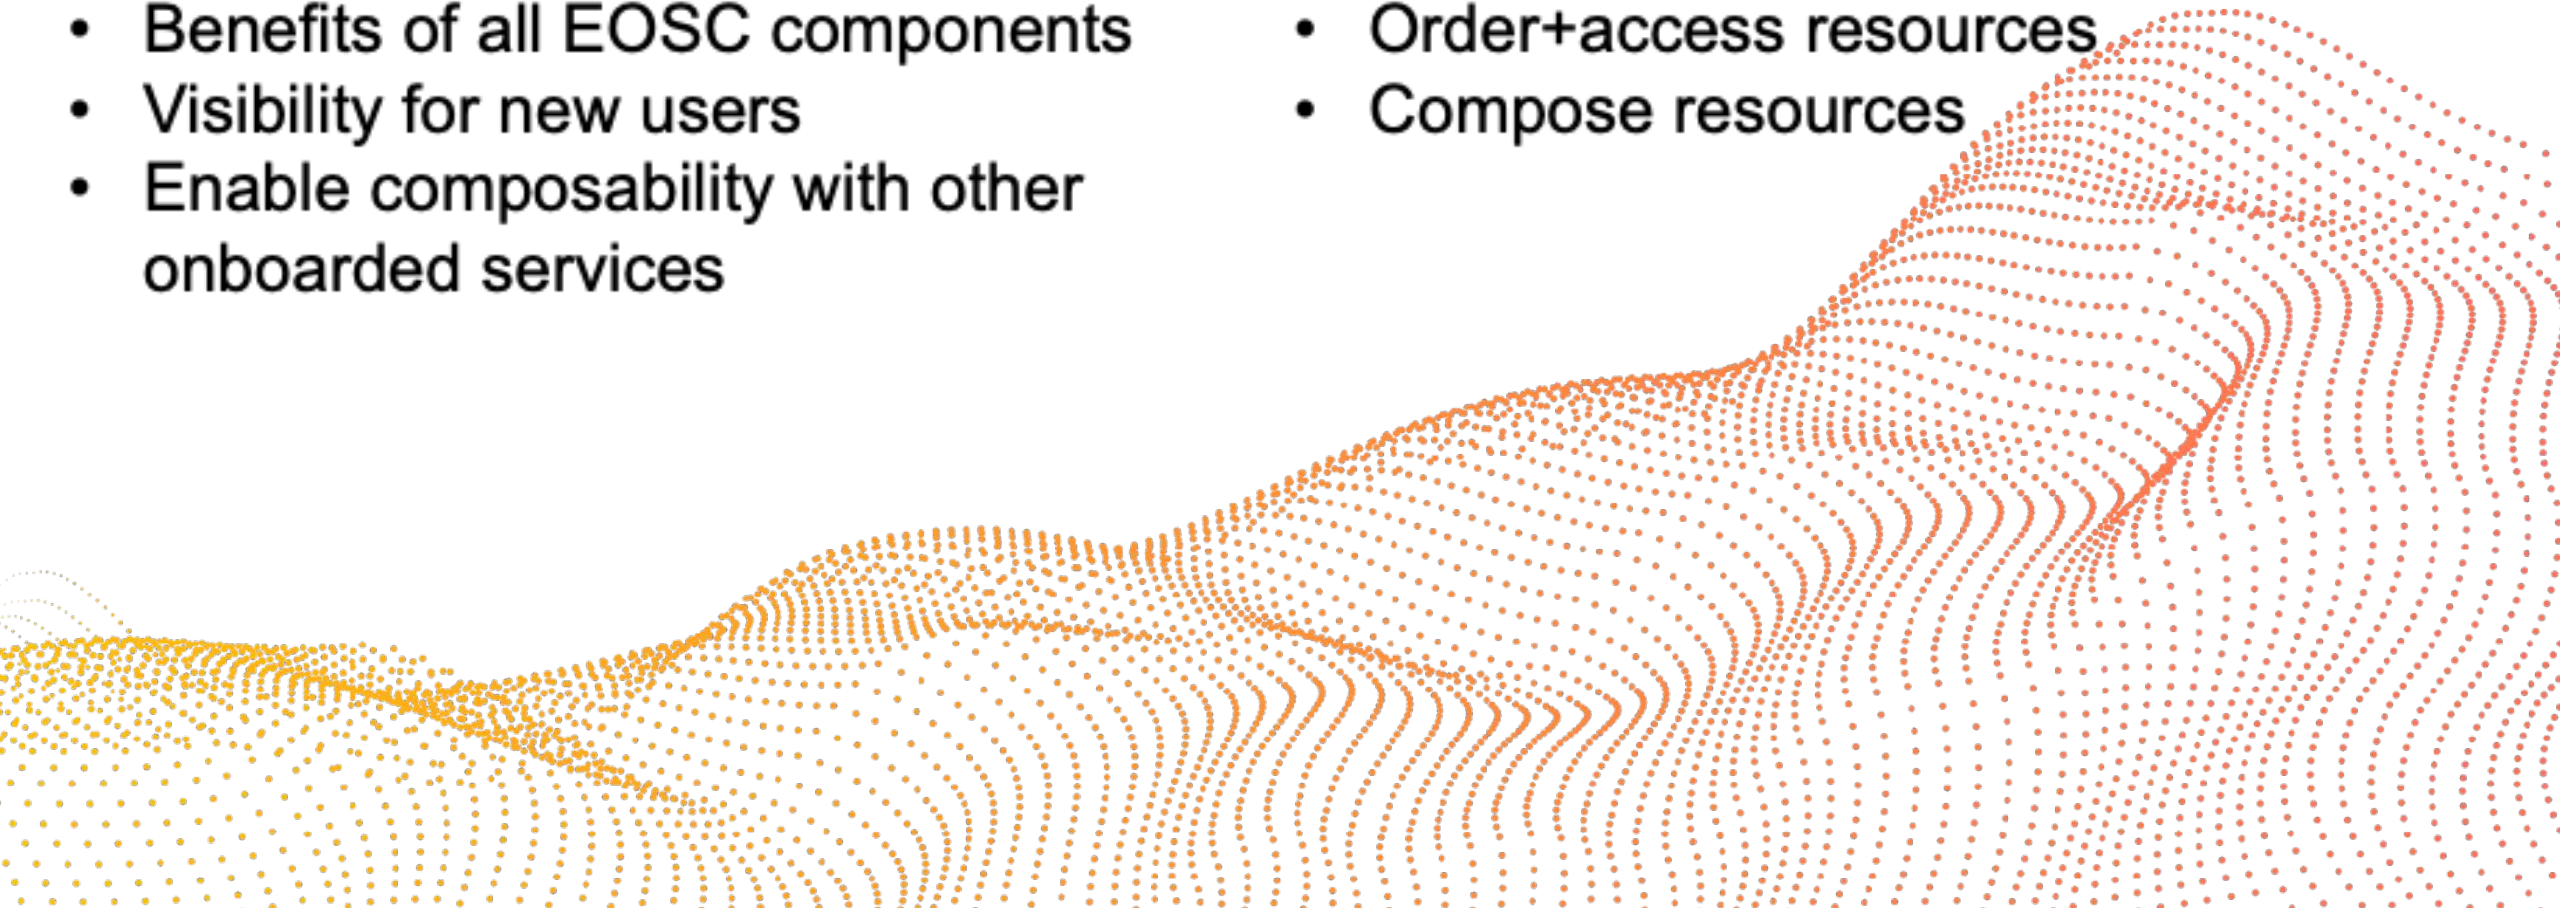 • Benefits of all EOSC components
• Visibility for new users
• Enable composability with other
onboarded services
• Order+access resources
• Compose resources